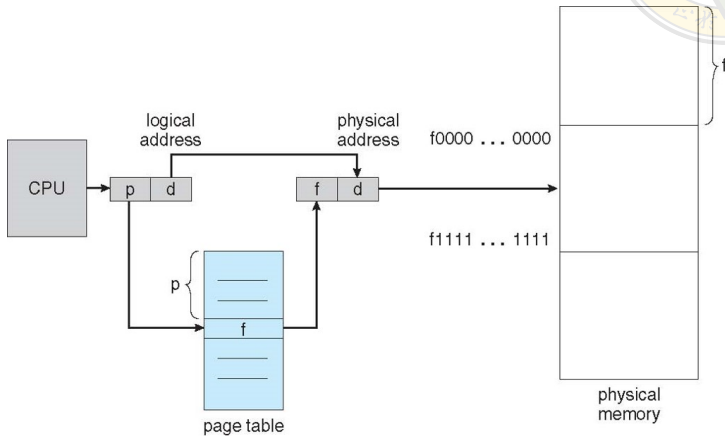 logical
address
physical
address
f
f0000 ... 0000
CPU
p d
f d
f1111 ... 1111
p
f
page table
physical
memory